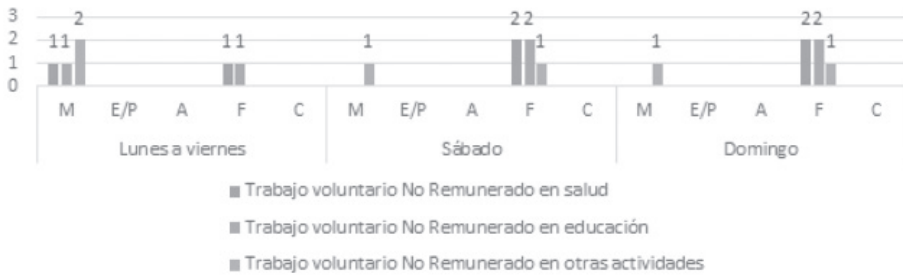 3
2
1
0
1 1 2 1 1 1 2 2 1 1 2 2 1
M E/P A F C M E/P A F C M E/P A F C
Lunes a viernes Sábado Domingo
Trabajo voluntario No Remunerado en salud
Trabajo voluntario No Remunerado en educación
Trabajo voluntario No Remunerado en otras actividades